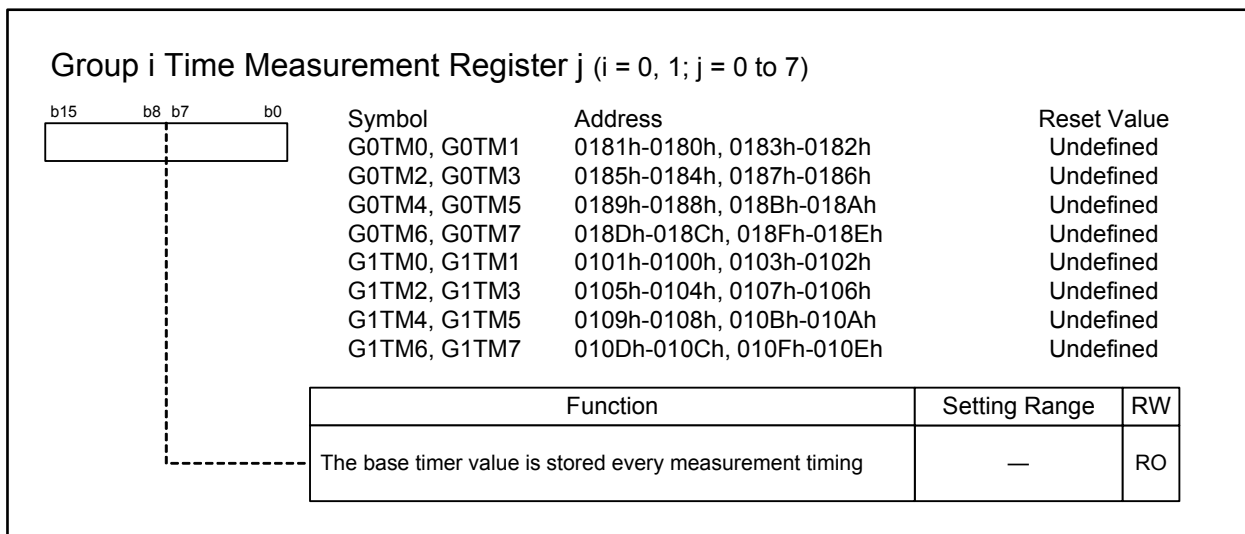 Group i Time Measurement Register j (i = 0, 1; j = 0 to 7)
b15 b8 b7 b0
Symbol Address Reset Value
G0TM0, G0TM1 0181h-0180h, 0183h-0182h Undefined
G0TM2, G0TM3 0185h-0184h, 0187h-0186h Undefined
G0TM4, G0TM5 0189h-0188h, 018Bh-018Ah Undefined
G0TM6, G0TM7 018Dh-018Ch, 018Fh-018Eh Undefined
G1TM0, G1TM1 0101h-0100h, 0103h-0102h Undefined
G1TM2, G1TM3 0105h-0104h, 0107h-0106h Undefined
G1TM4, G1TM5 0109h-0108h, 010Bh-010Ah Undefined
G1TM6, G1TM7 010Dh-010Ch, 010Fh-010Eh Undefined
Function Setting Range RW
The base timer value is stored every measurement timing — RO